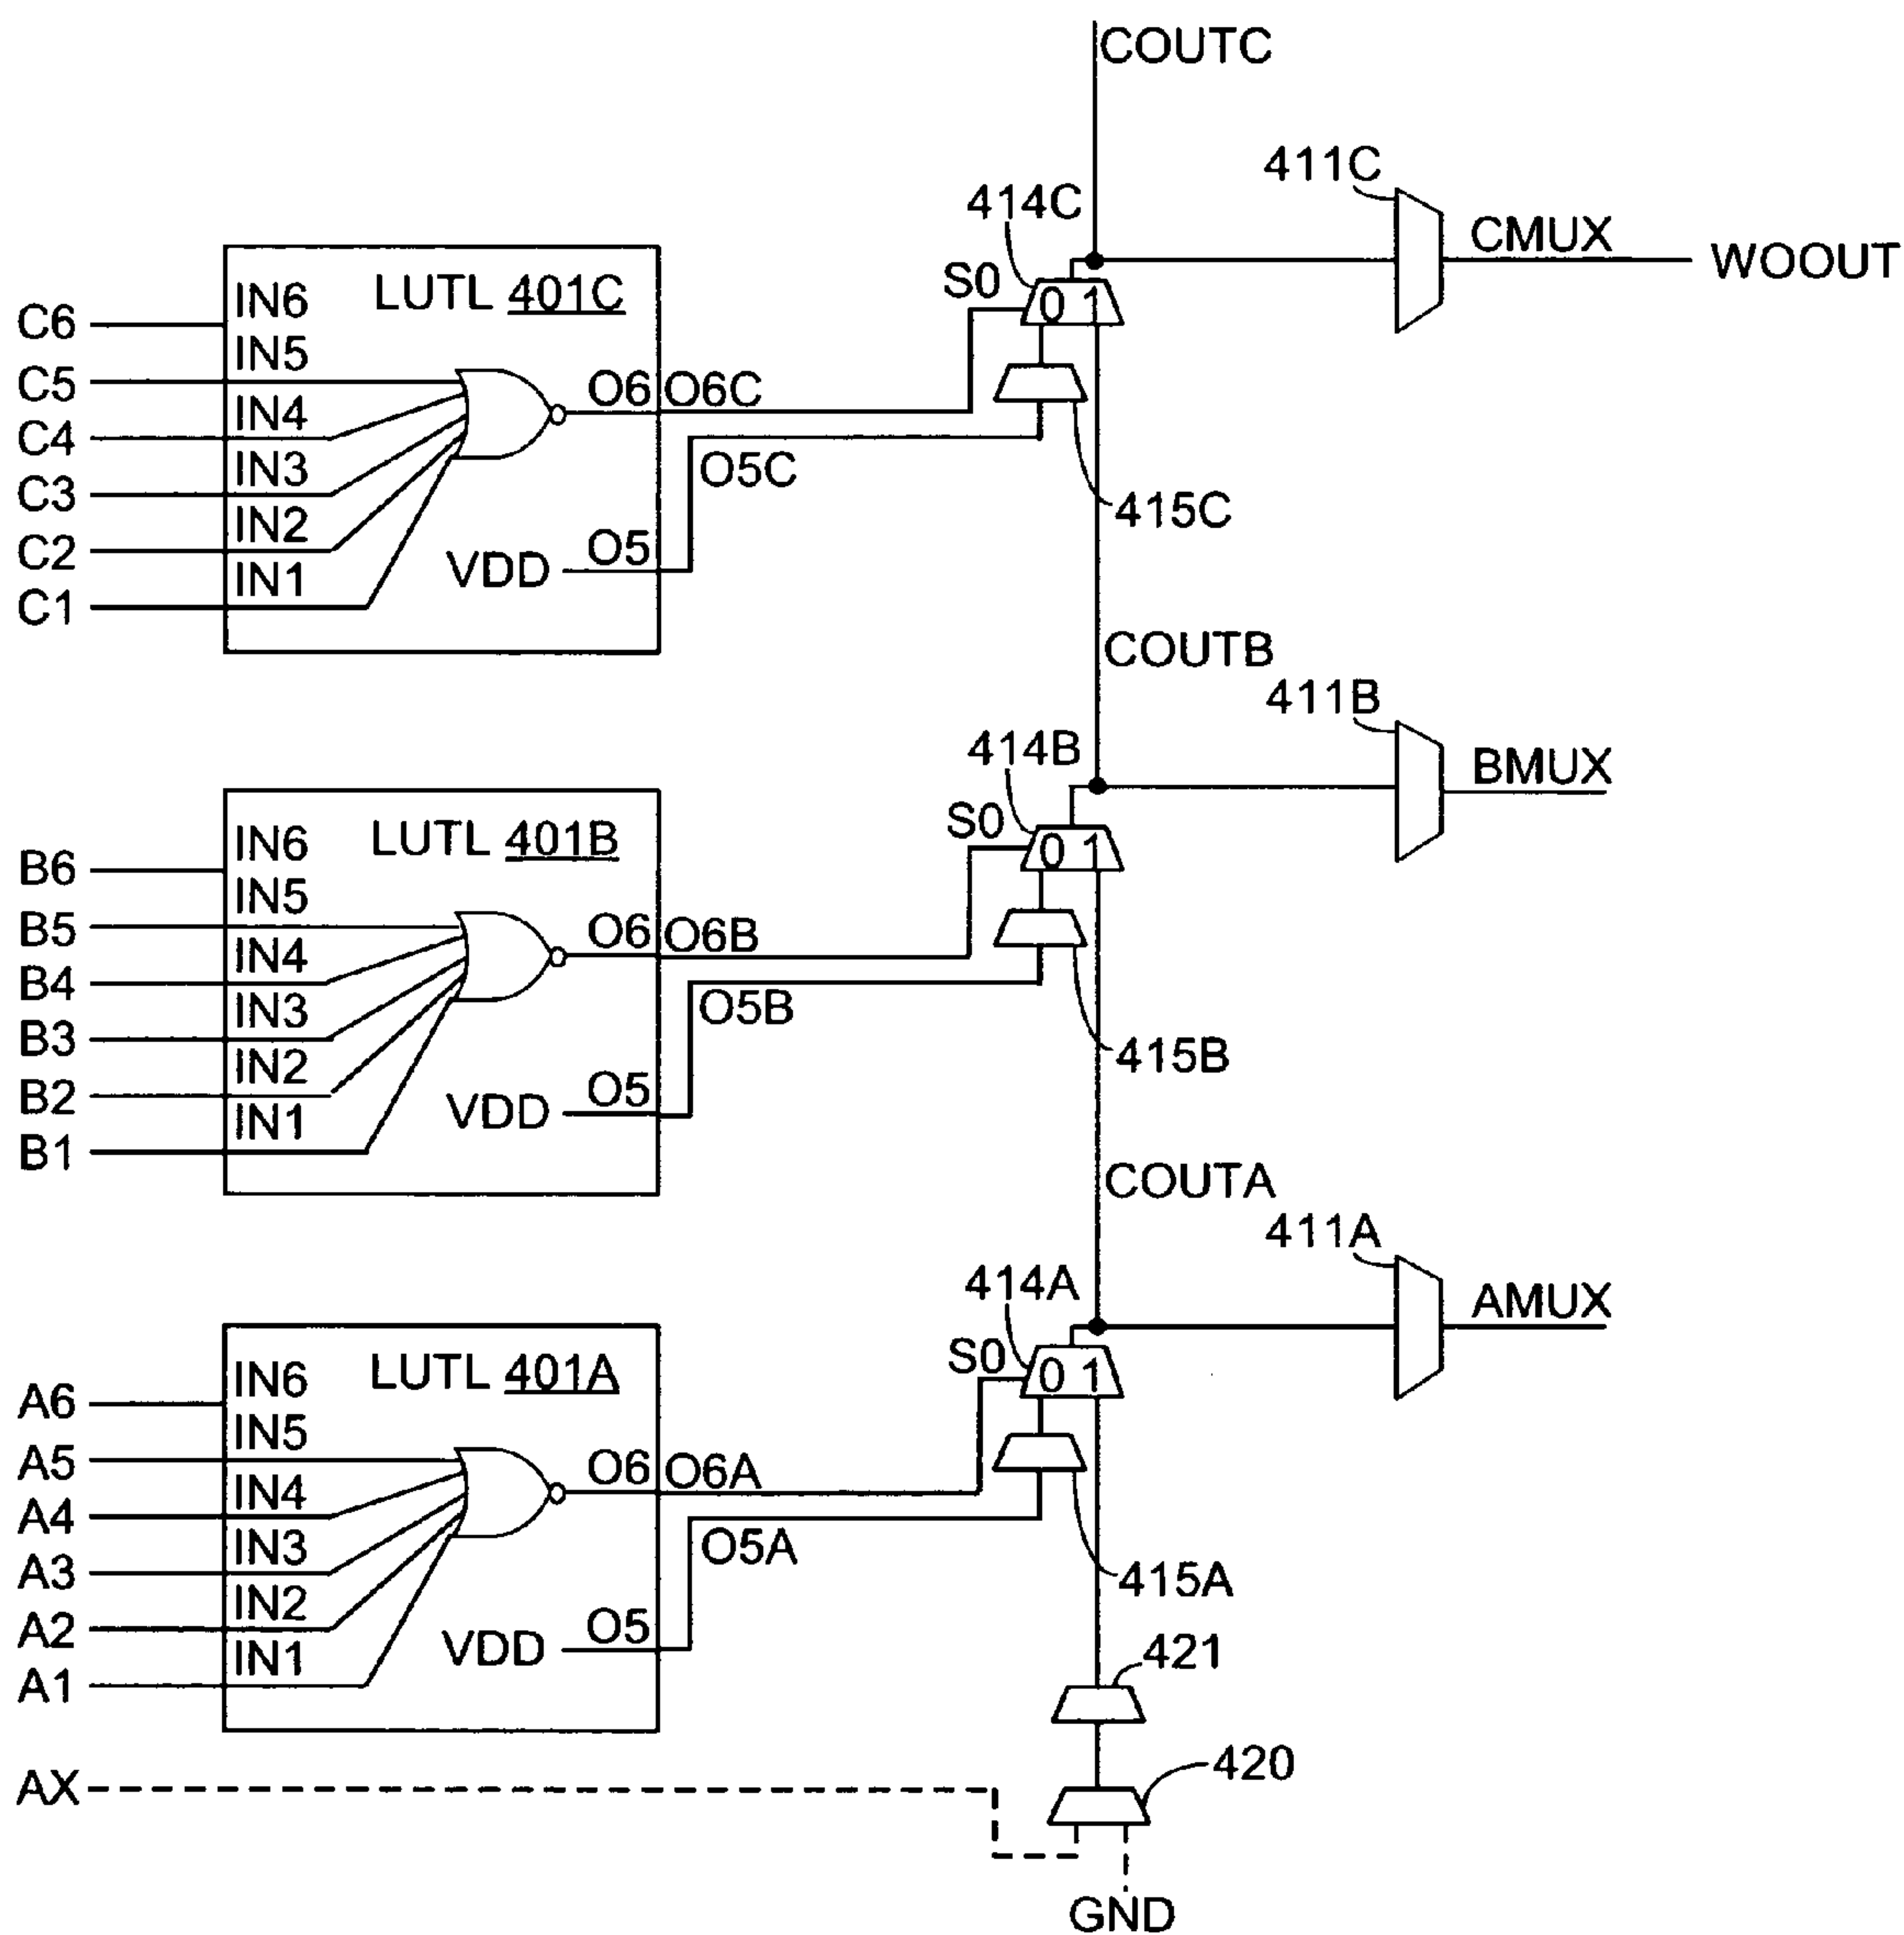 COUTC
411C
414C
CMUX
WOOUT
S0
0 1
LUTL 401C
C6
IN6
C5
IN5
C4
IN4
C3
IN3
C2
IN2
C1
IN1
O6
O6C
O5C
VDD
O5
415C
COUTB
411B
414B
BMUX
S0
0 1
LUTL 401B
B6
IN6
B5
IN5
B4
IN4
B3
IN3
B2
IN2
B1
IN1
O6
O6B
O5B
VDD
O5
415B
COUTA
411A
414A
AMUX
S0
0 1
LUTL 401A
A6
IN6
A5
IN5
A4
IN4
A3
IN3
A2
IN2
A1
IN1
O6
O6A
O5A
VDD
O5
415A
421
420
AX
GND